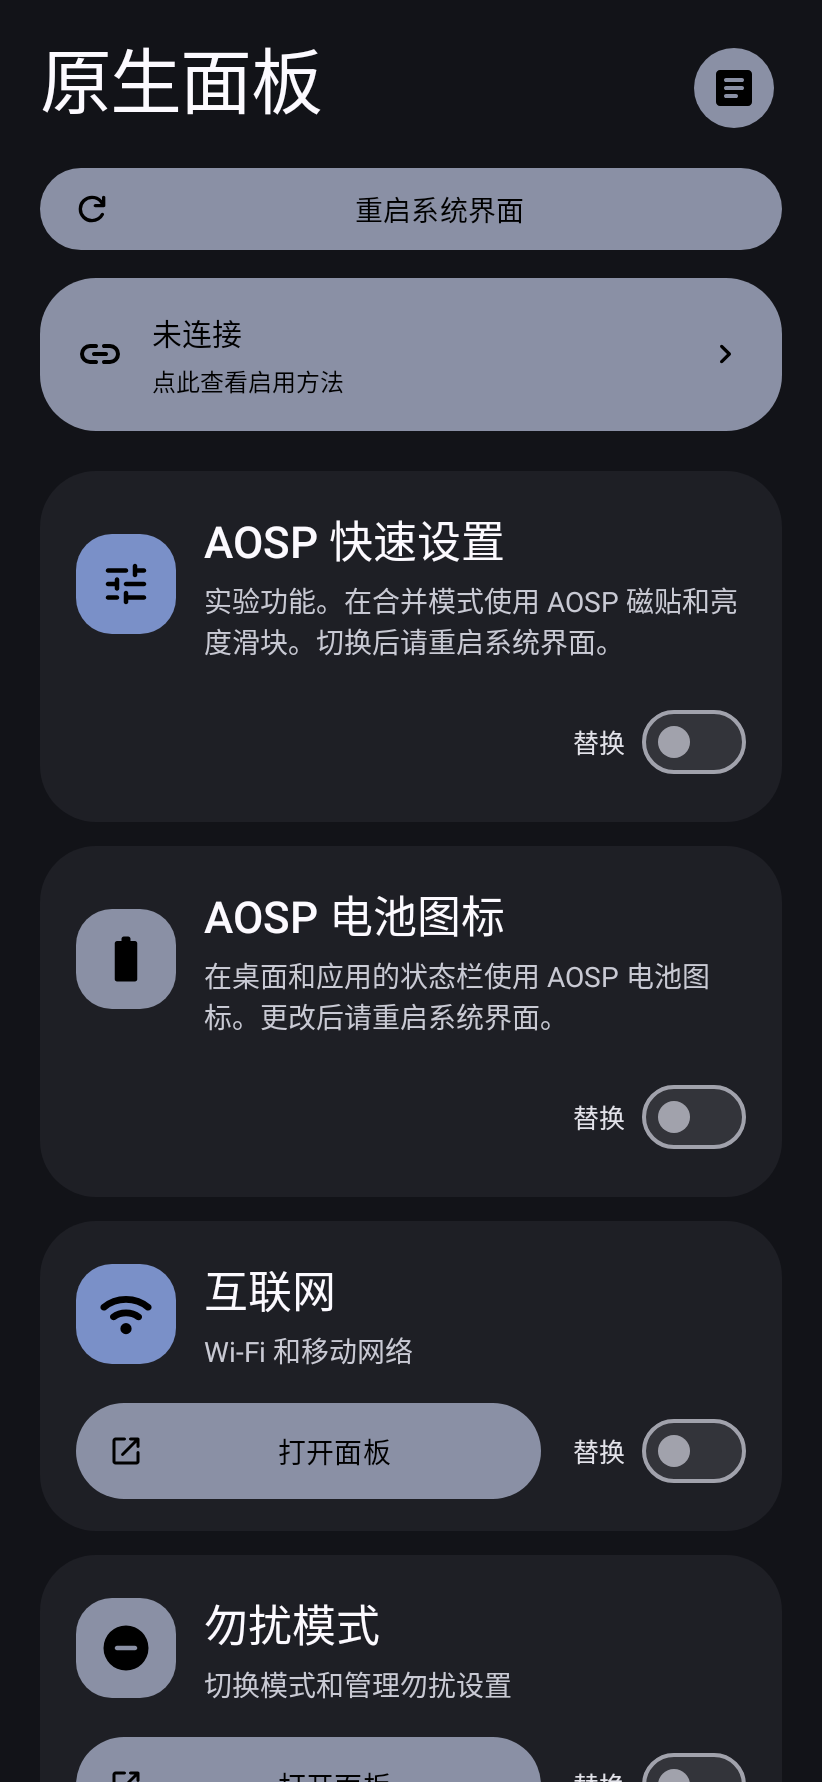 原生面板
重启系统界面
未连接
点此查看启用方法
AOSP 快速设置
实验功能。在合并模式使用 AOSP 磁贴和亮
度滑块。切换后请重启系统界面。
替换
AOSP 电池图标
在桌面和应用的状态栏使用 AOSP 电池图
标。更改后请重启系统界面。
替换
互联网
Wi-Fi 和移动网络
打开面板
替换
勿扰模式
切换模式和管理勿扰设置
打开面板
替换